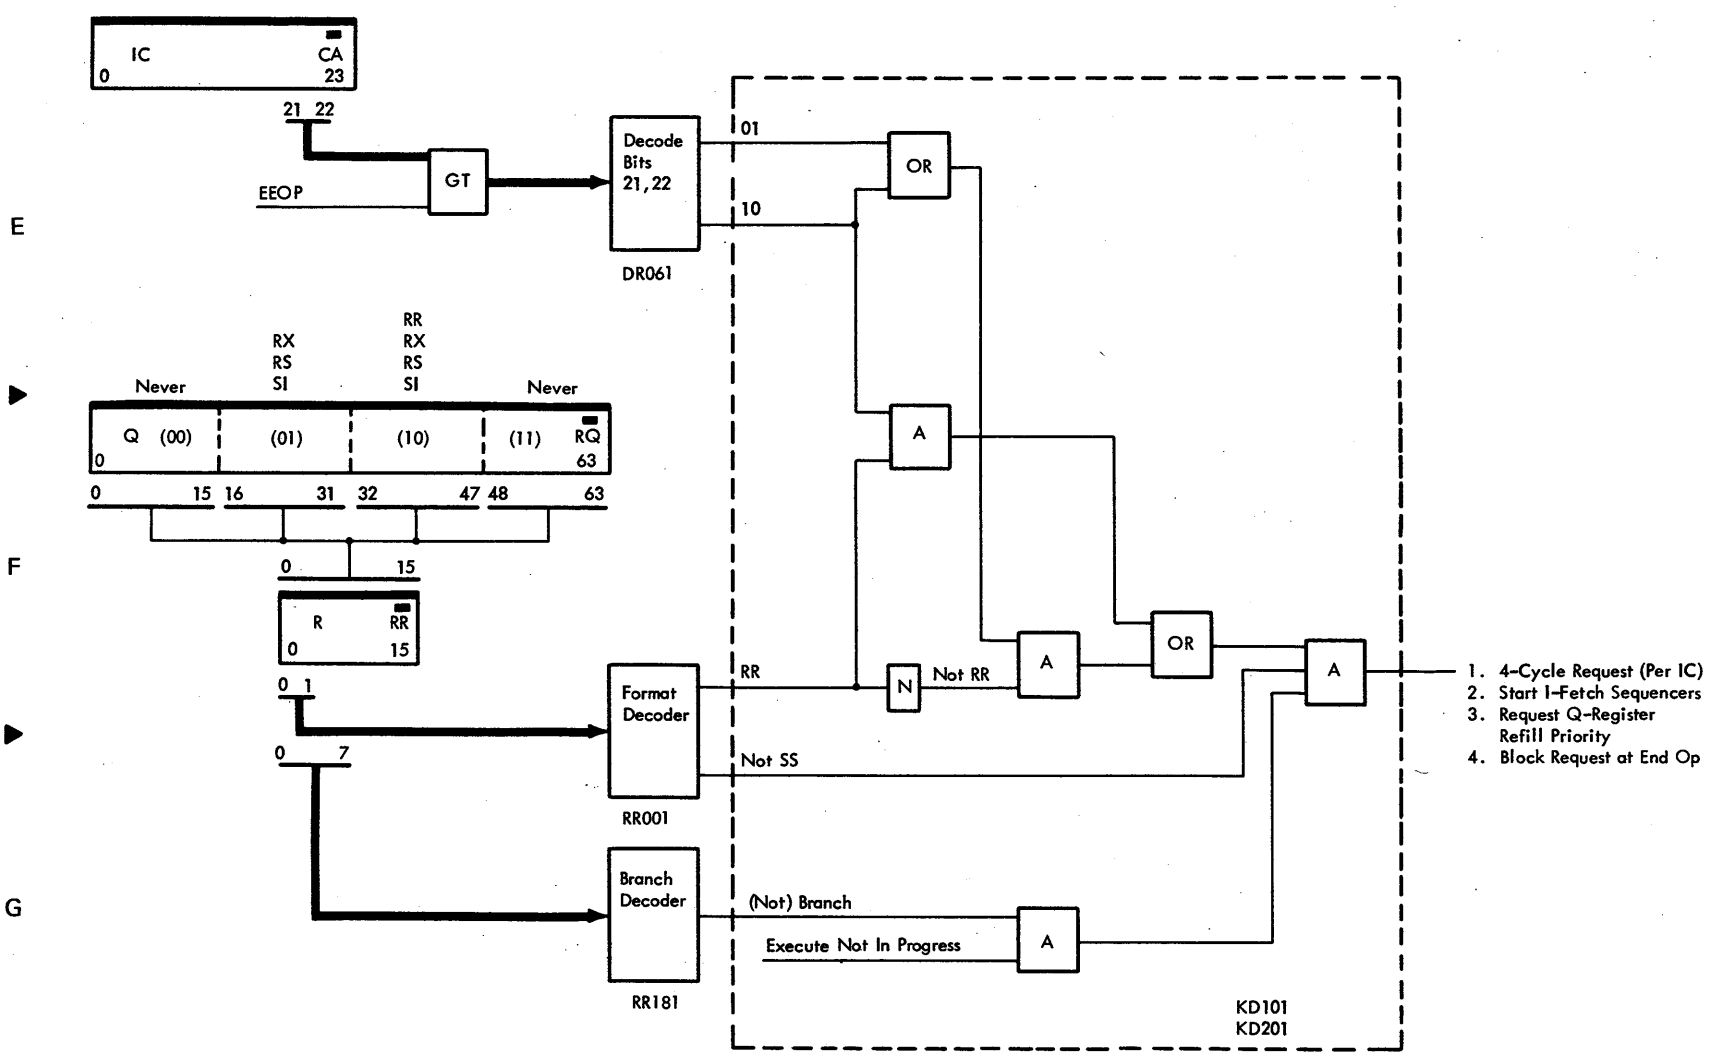 IC CA
0 23
21 22
GT
EEOP
Decode
Bits
21,22
DR061
01
10
OR
E
RX
RS
SI
RR
RX
RS
SI
Never
Never
Q (00) (01) (10) (11) RQ
0 63
0 15 16 31 32 47 48 63
A
F
0 15
R RR
0 15
0 1
Format
Decoder
RR001
RR
N
Not RR
A
OR
A
Not SS
1. 4-Cycle Request (Per IC)
2. Start I-Fetch Sequencers
3. Request Q-Register
Refill Priority
4. Block Request at End Op
0 7
G
Branch
Decoder
RR181
(Not) Branch
Execute Not In Progress
A
KD101
KD201